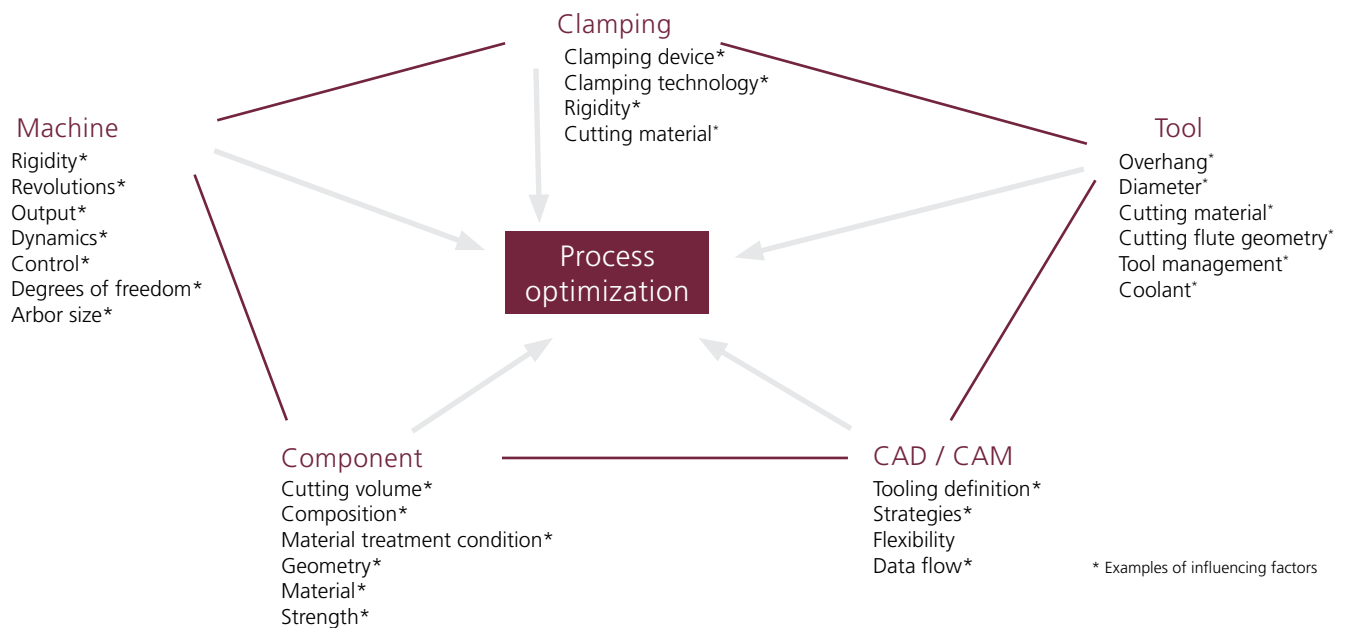 Clamping
Clamping device*
Clamping technology*
Rigidity*
Cutting material*
Machine
Rigidity*
Revolutions*
Output*
Dynamics*
Control*
Degrees of freedom*
Arbor size*
Tool
Overhang*
Diameter*
Cutting material*
Cutting flute geometry*
Tool management*
Coolant*
Process
optimization
Component
Cutting volume*
Composition*
Material treatment condition*
Geometry*
Material*
Strength*
CAD / CAM
Tooling definition*
Strategies*
Flexibility
Data flow*
* Examples of influencing factors